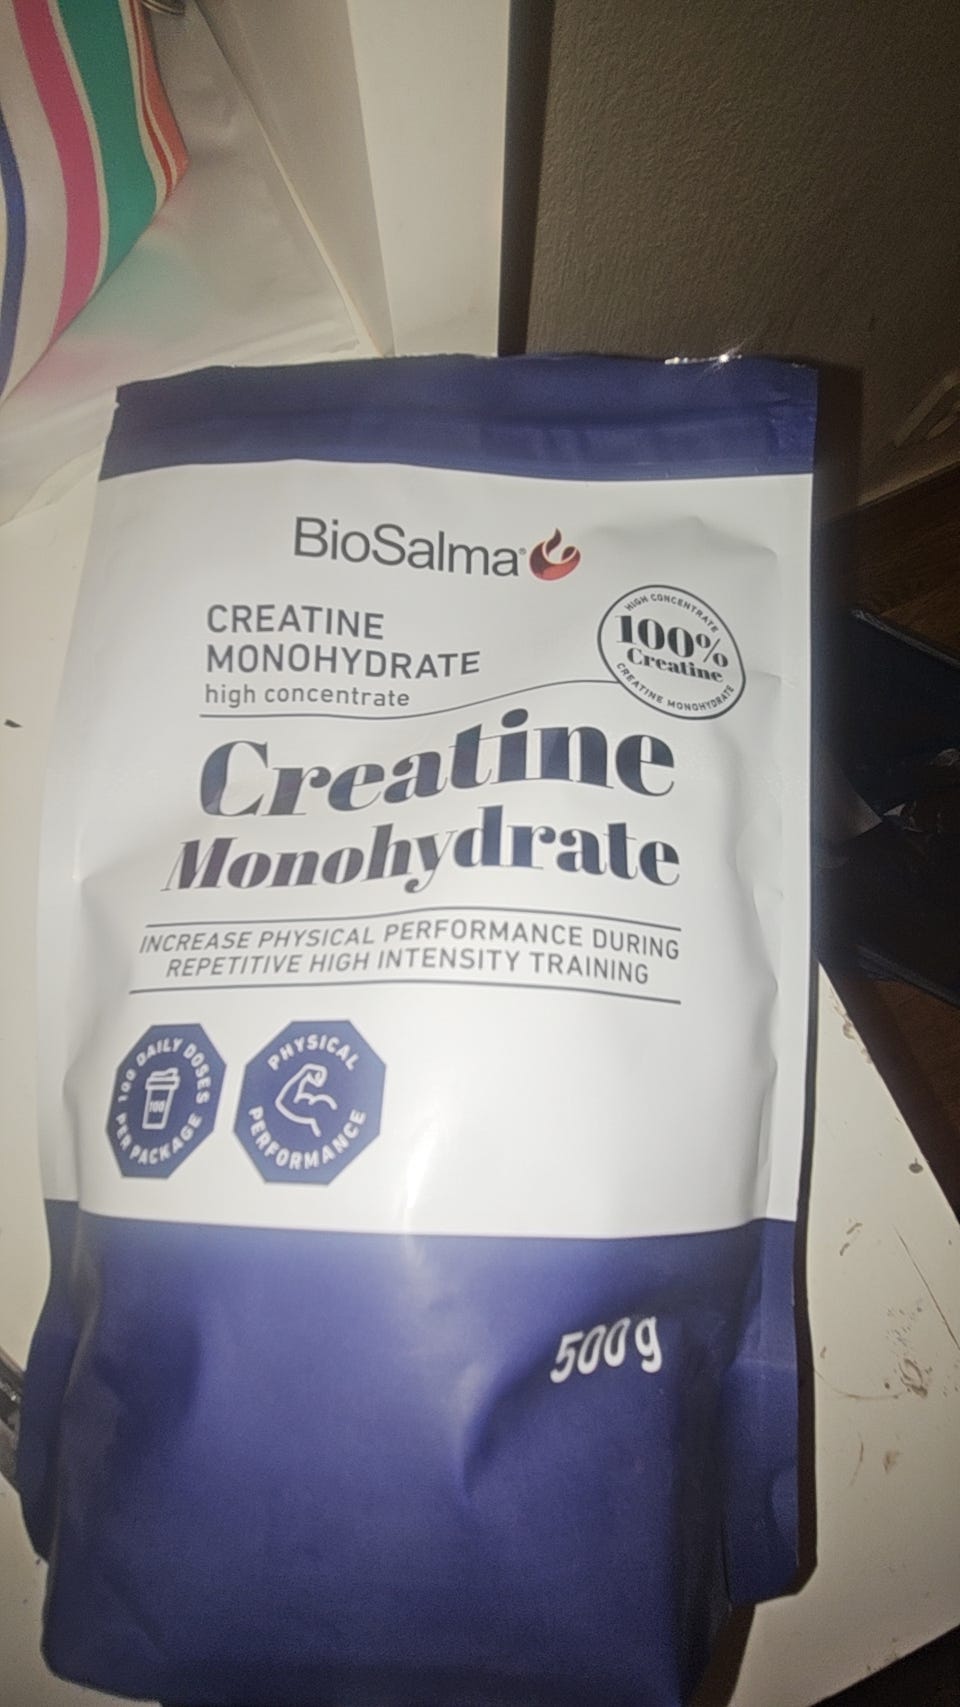 BioSalma®
CREATINE
MONOHYDRATE
high concentrate
HIGH CONCENTRATE
100%
Creatine
CREATINE MONOHYDRATE
Creatine
Monohydrate
INCREASE PHYSICAL PERFORMANCE DURING
REPETITIVE HIGH INTENSITY TRAINING
100 DAILY DOSES
100
PER PACKAGE
PHYSICAL
PERFORMANCE
500 g